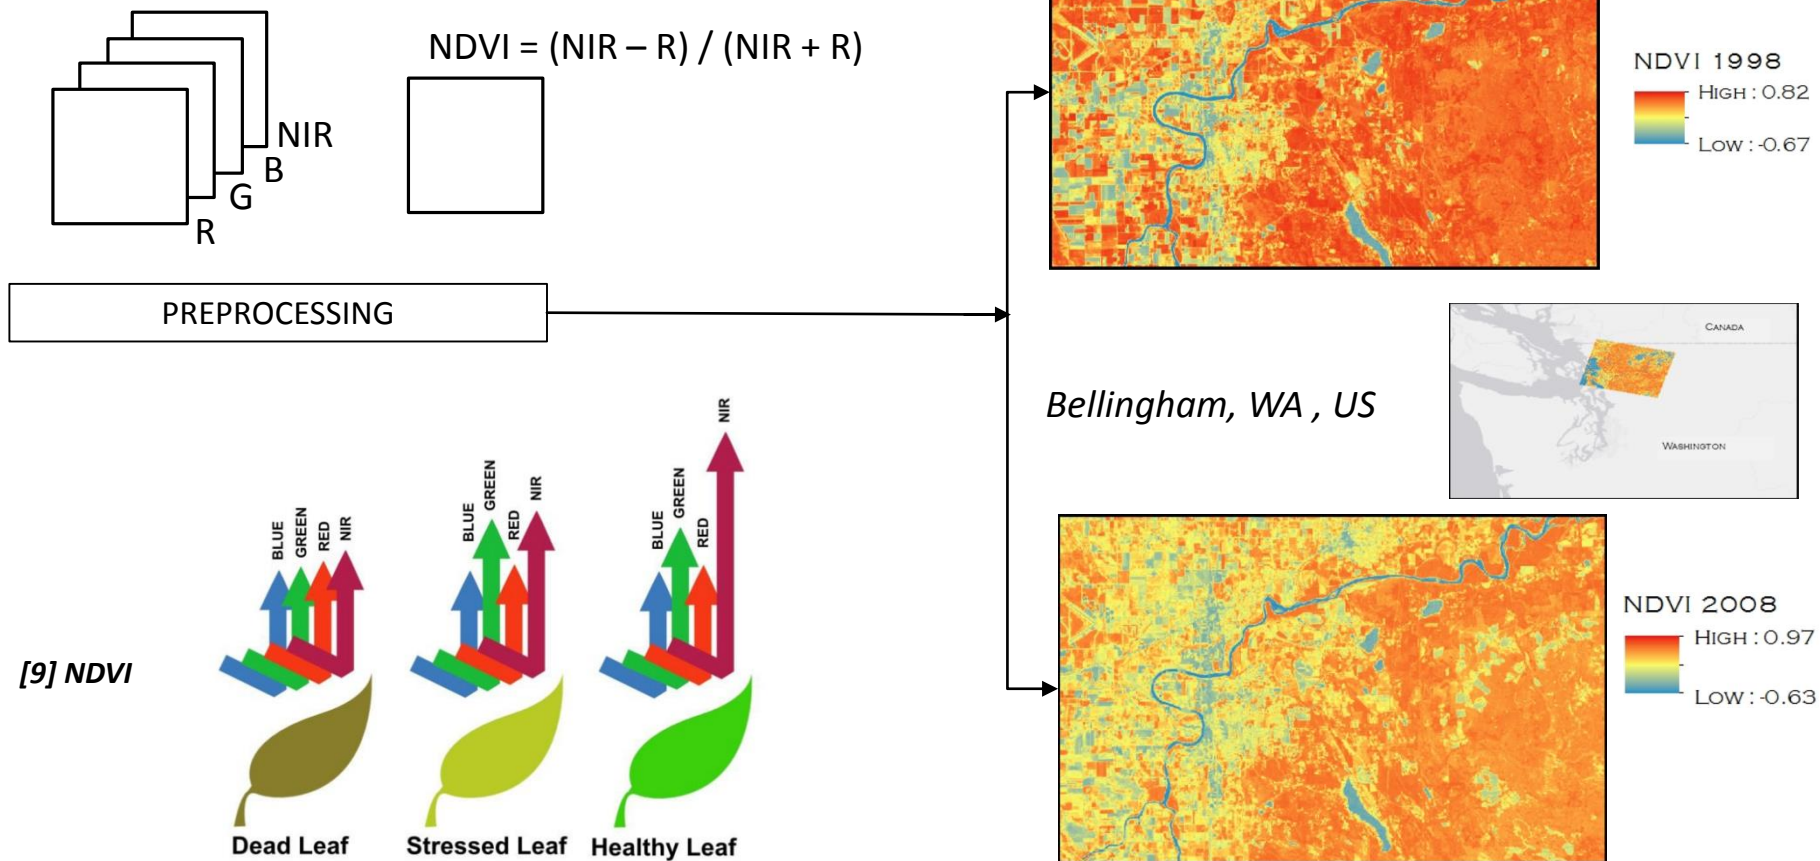 NDVI = (NIR – R) / (NIR + R)
NIR
B
G
R
PREPROCESSING
NDVI 1998
High : 0.82
Low : -0.67
Canada
Washington
Bellingham, WA , US
NDVI 2008
High : 0.97
Low : -0.63
[9] NDVI
BLUE
GREEN
RED
NIR
BLUE
GREEN
RED
NIR
BLUE
GREEN
RED
NIR
Dead Leaf
Stressed Leaf
Healthy Leaf